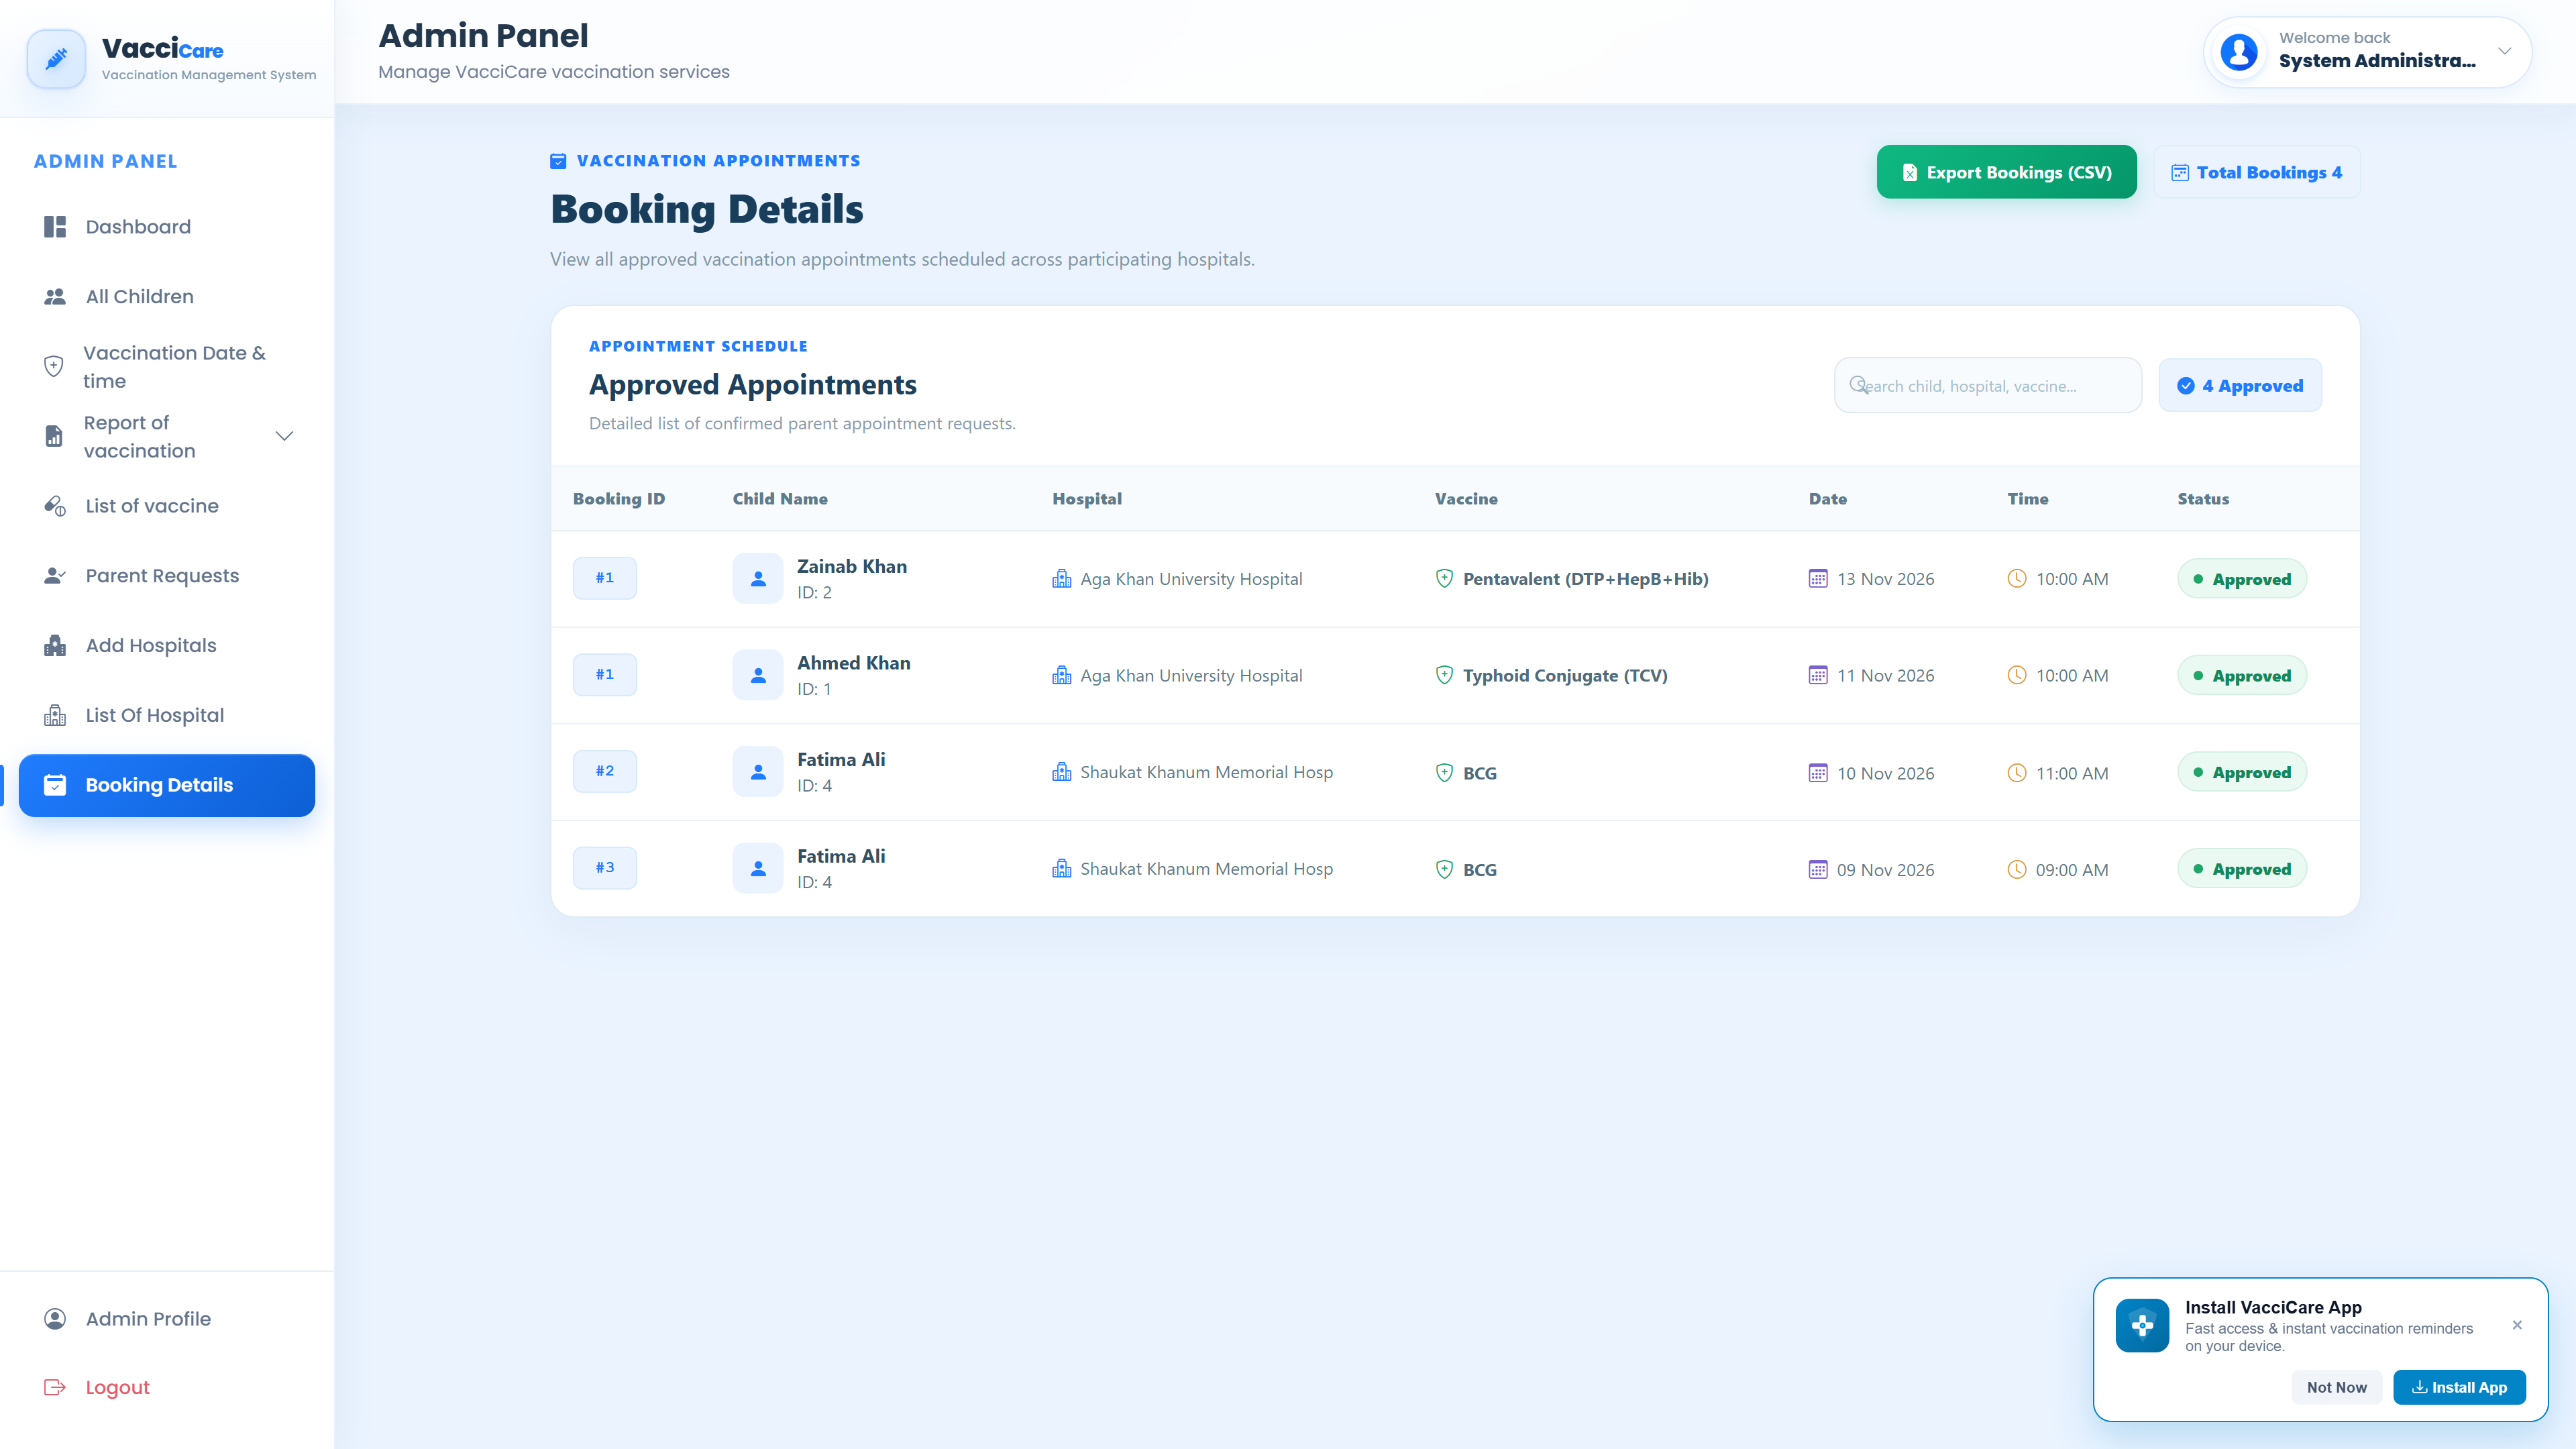 VacciCare
Vaccination Management System
ADMIN PANEL
Dashboard
All Children
Vaccination Date &
time
Report of
vaccination
List of vaccine
Parent Requests
Add Hospitals
List Of Hospital
Booking Details
Admin Profile
Logout
Admin Panel
Manage VacciCare vaccination services
Welcome back
System Administra...
VACCINATION APPOINTMENTS
Booking Details
View all approved vaccination appointments scheduled across participating hospitals.
Export Bookings (CSV)
Total Bookings 4
APPOINTMENT SCHEDULE
Approved Appointments
Detailed list of confirmed parent appointment requests.
Search child, hospital, vaccine...
4 Approved
Booking ID Child Name Hospital Vaccine Date Time Status
#1 Zainab Khan ID: 2 Aga Khan University Hospital Pentavalent (DTP+HepB+Hib) 13 Nov 2026 10:00 AM Approved
#1 Ahmed Khan ID: 1 Aga Khan University Hospital Typhoid Conjugate (TCV) 11 Nov 2026 10:00 AM Approved
#2 Fatima Ali ID: 4 Shaukat Khanum Memorial Hosp BCG 10 Nov 2026 11:00 AM Approved
#3 Fatima Ali ID: 4 Shaukat Khanum Memorial Hosp BCG 09 Nov 2026 09:00 AM Approved
Install VacciCare App
Fast access & instant vaccination reminders
on your device.
×
Not Now
Install App